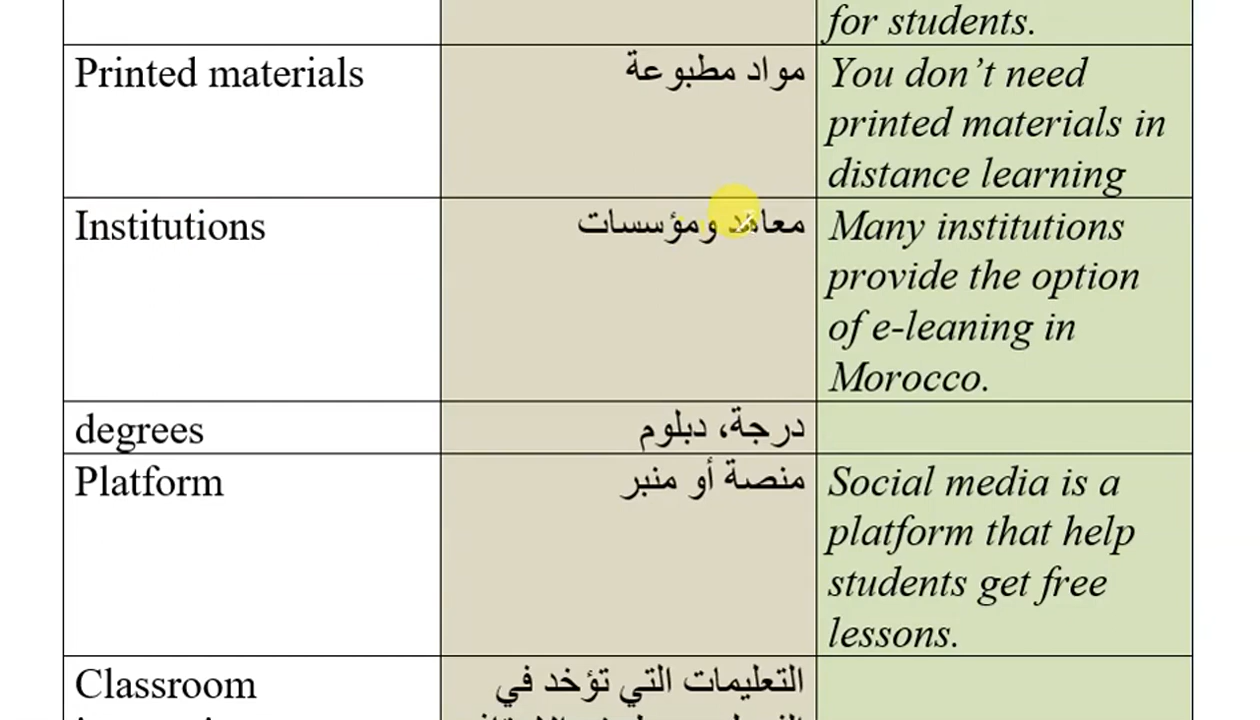 for students.
Printed materials
مواد مطبوعة
You don’t need
printed materials in
distance learning
Institutions
معاهد ومؤسسات
Many institutions
provide the option
of e-leaning in
Morocco.
degrees
درجة، دبلوم
Platform
منصة أو منبر
Social media is a
platform that help
students get free
lessons.
Classroom
التعليمات التي تؤخد في